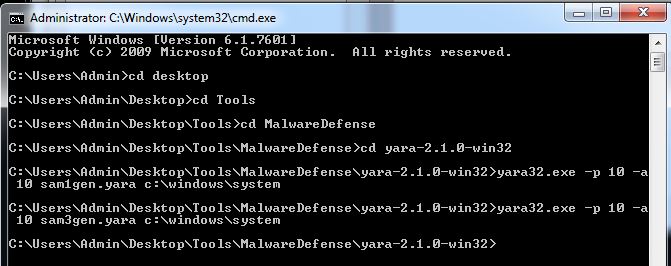 Administrator: C:\Windows\system32\cmd.exe
Microsoft Windows [Version 6.1.7601]
Copyright (c) 2009 Microsoft Corporation.  All rights reserved.
C:\Users\Admin>cd desktop
C:\Users\Admin\Desktop>cd Tools
C:\Users\Admin\Desktop\Tools>cd MalwareDefense
C:\Users\Admin\Desktop\Tools\MalwareDefense>cd yara-2.1.0-win32
C:\Users\Admin\Desktop\Tools\MalwareDefense\yara-2.1.0-win32>yara32.exe -p 10 -a
 10 sam1gen.yara c:\windows\system
C:\Users\Admin\Desktop\Tools\MalwareDefense\yara-2.1.0-win32>yara32.exe -p 10 -a
 10 sam3gen.yara c:\windows\system
C:\Users\Admin\Desktop\Tools\MalwareDefense\yara-2.1.0-win32>